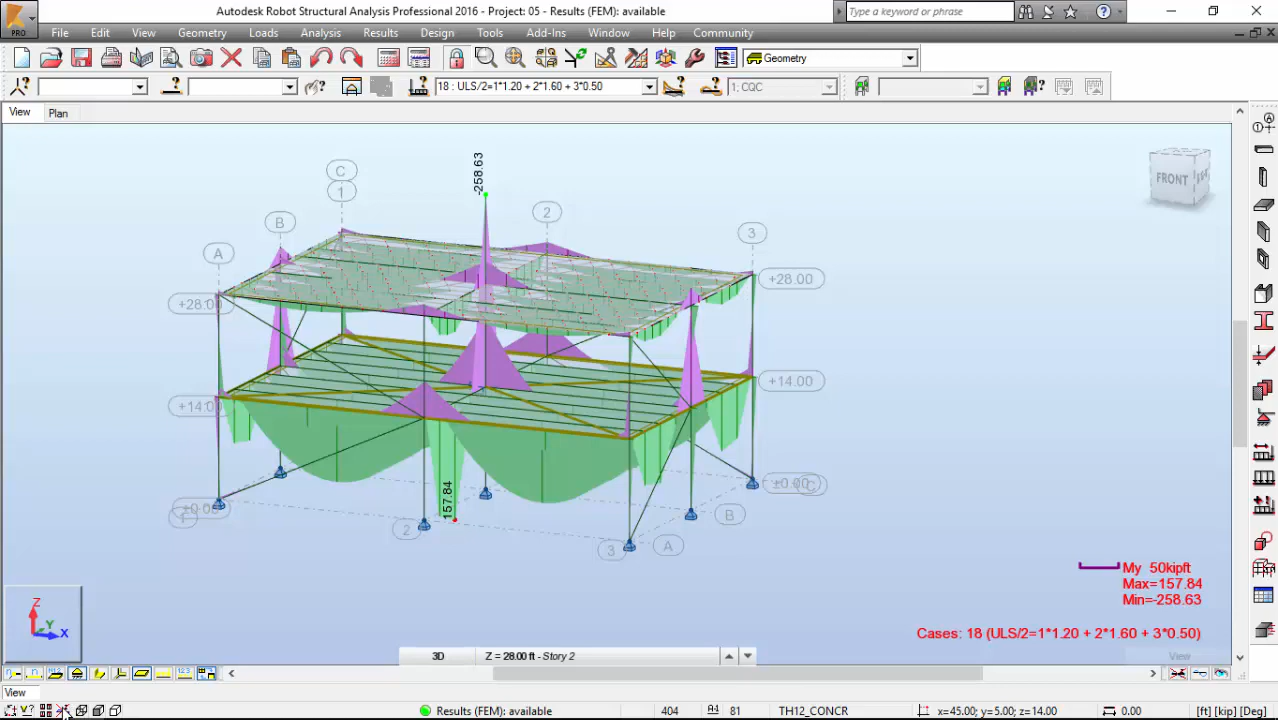 Autodesk Robot Structural Analysis Professional 2016 - Project: 05 - Results (FEM): available
Type a keyword or phrase
PRO
File Edit View Geometry Loads Analysis Results Design Tools Add-Ins Window Help Community
Geometry
18 : ULS/2=1*1.20 + 2*1.60 + 3*0.50
1: CQC
View Plan
-258.63
C
1
2
B
3
A
FRONT
+28.00
+28.00
+14.00
+14.00
157.84
+0.00
+0.00
C
1
2
B
3
A
My 50kipft
Max=157.84
Min=-258.63
Cases: 18 (ULS/2=1*1.20 + 2*1.60 + 3*0.50)
Z
Y
X
3D
Z = 28.00 ft - Story 2
View
View
Results (FEM): available
404
81
TH12_CONCR
x=45.00; y=5.00; z=14.00
0.00
[ft] [kip] [Deg]